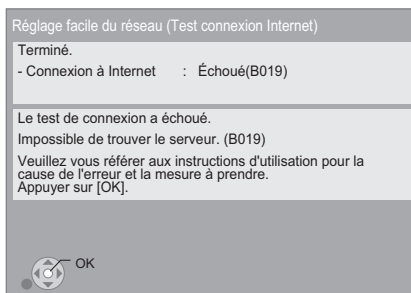 Réglage facile du réseau (Test connexion Internet)
Terminé.
- Connexion à Internet : Échoué(B019)
Le test de connexion a échoué.
Impossible de trouver le serveur. (B019)
Veuillez vous référer aux instructions d'utilisation pour la
cause de l'erreur et la mesure à prendre.
Appuyer sur [OK].
OK